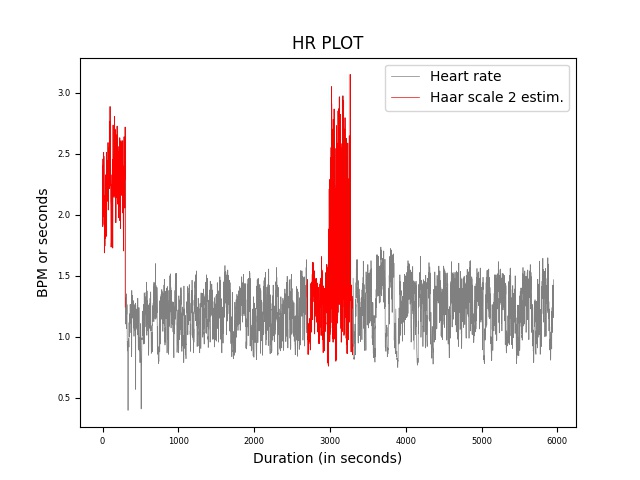 HR PLOT
Heart rate
Haar scale 2 estim.
BPM or seconds
3.0
2.5
2.0
1.5
1.0
0.5
0
1000
2000
3000
4000
5000
6000
Duration (in seconds)